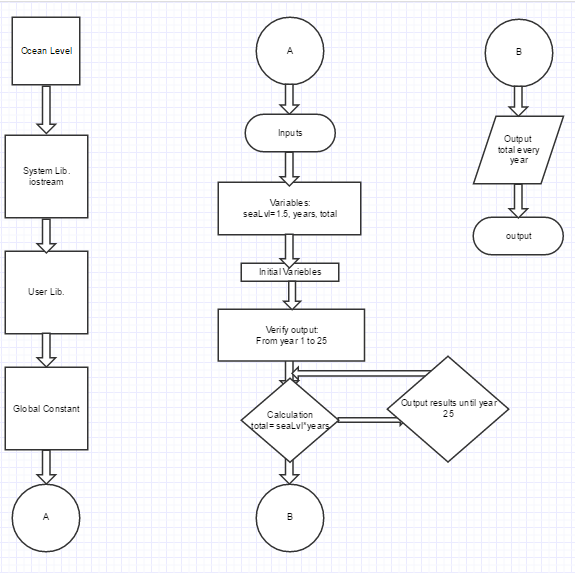 Ocean Level
System Lib.
iostream
User Lib.
Global Constant
A
A
Inputs
Variables:
seaLvl=1.5, years, total
Initial Variables
Verify output:
From year 1 to 25
Calculation
total= seaLvl*years
Output results until year
25
B
B
Output
total every
year
output